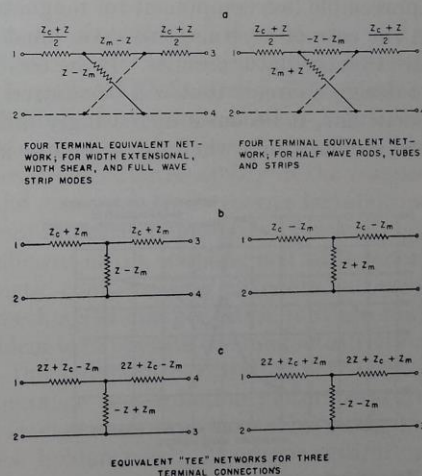 a
Zc + Z Zm – Z Zc + Z Zc + Z –Z – Zm Zc + Z
2 2 2 2
1 3 1
Z – Zm Zm + Z
2 4 2
FOUR TERMINAL EQUIVALENT NET-
WORK; FOR WIDTH EXTENSIONAL,
WIDTH SHEAR, AND FULL WAVE
STRIP MODES
FOUR TERMINAL EQUIVALENT NET-
WORK; FOR HALF WAVE RODS, TUBES
AND STRIPS
b
Zc + Zm Zc + Zm Zc – Zm Zc – Zm
1 3 1
Z – Zm Z + Zm
2 4 2
c
2Z + Zc – Zm 2Z + Zc – Zm 2Z + Zc + Zm 2Z + Zc + Zm
1 4 1
–Z + Zm –Z – Zm
2 3 2
EQUIVALENT "TEE" NETWORKS FOR THREE
TERMINAL CONNECTIONS